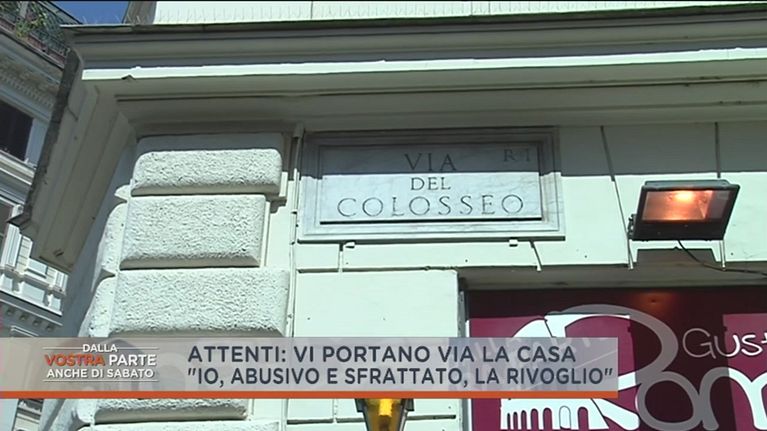 VIA R I
DEL
COLOSSEO
Gust
DALLA
VOSTRA PARTE
ANCHE DI SABATO
ATTENTI: VI PORTANO VIA LA CASA
"IO, ABUSIVO E SFRATTATO, LA RIVOGLIO"